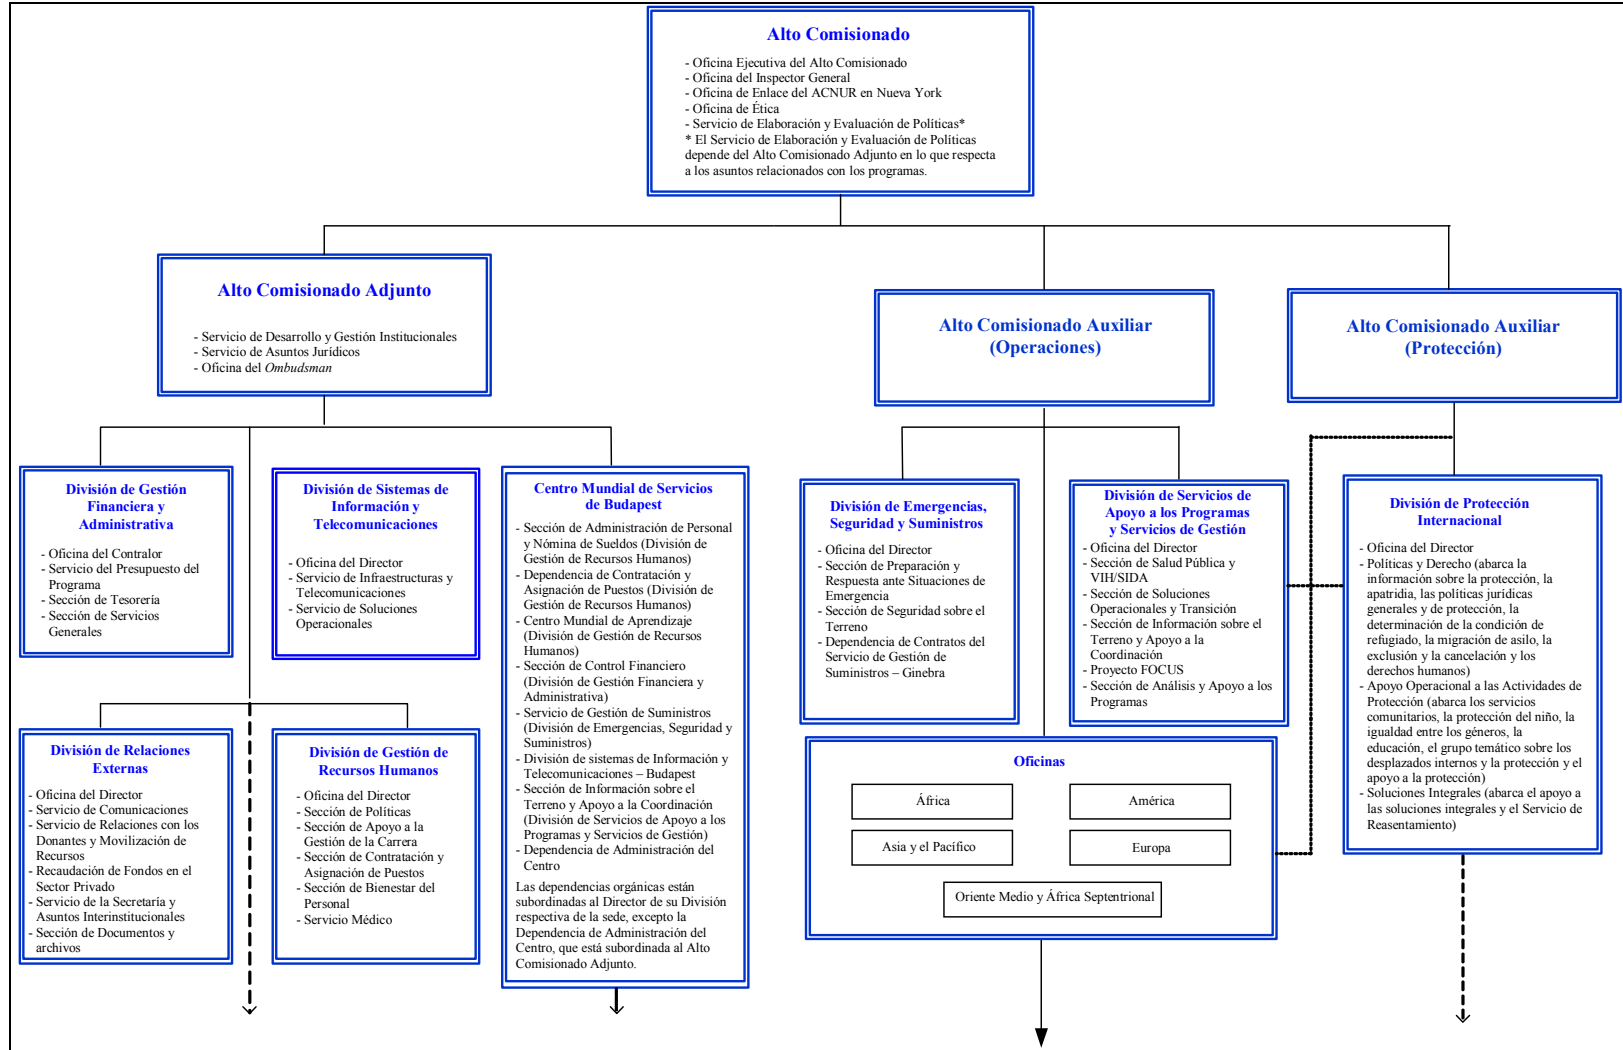 Alto Comisionado
- Oficina Ejecutiva del Alto Comisionado
- Oficina del Inspector General
- Oficina de Enlace del ACNUR en Nueva York
- Oficina de Ética
- Servicio de Elaboración y Evaluación de Políticas*
* El Servicio de Elaboración y Evaluación de Políticas
depende del Alto Comisionado Adjunto en lo que respecta
a los asuntos relacionados con los programas.
Alto Comisionado Adjunto
- Servicio de Desarrollo y Gestión Institucionales
- Servicio de Asuntos Jurídicos
- Oficina del Ombudsman
Alto Comisionado Auxiliar
(Operaciones)
Alto Comisionado Auxiliar
(Protección)
División de Gestión
Financiera y
Administrativa
- Oficina del Contralor
- Servicio del Presupuesto del
Programa
- Sección de Tesorería
- Sección de Servicios
Generales
División de Sistemas de
Información y
Telecomunicaciones
- Oficina del Director
- Servicio de Infraestructuras y
Telecomunicaciones
- Servicio de Soluciones
Operacionales
Centro Mundial de Servicios
de Budapest
- Sección de Administración de Personal
y Nómina de Sueldos (División de
Gestión de Recursos Humanos)
- Dependencia de Contratación y
Asignación de Puestos (División de
Gestión de Recursos Humanos)
- Centro Mundial de Aprendizaje
(División de Gestión de Recursos
Humanos)
- Sección de Control Financiero
(División de Gestión Financiera y
Administrativa)
- Servicio de Gestión de Suministros
(División de Emergencias, Seguridad y
Suministros)
- División de sistemas de Información y
Telecomunicaciones – Budapest
- Sección de Información sobre el
Terreno y Apoyo a la Coordinación
(División de Servicios de Apoyo a los
Programas y Servicios de Gestión)
- Dependencia de Administración del
Centro
Las dependencias orgánicas están
subordinadas al Director de su División
respectiva de la sede, excepto la
Dependencia de Administración del
Centro, que está subordinada al Alto
Comisionado Adjunto.
División de Emergencias,
Seguridad y Suministros
- Oficina del Director
- Sección de Preparación y
Respuesta ante Situaciones de
Emergencia
- Sección de Seguridad sobre el
Terreno
- Dependencia de Contratos del
Servicio de Gestión de
Suministros – Ginebra
División de Servicios de
Apoyo a los Programas
y Servicios de Gestión
- Oficina del Director
- Sección de Salud Pública y
VIH/SIDA
- Sección de Soluciones
Operacionales y Transición
- Sección de Información sobre el
Terreno y Apoyo a la
Coordinación
- Proyecto FOCUS
- Sección de Análisis y Apoyo a los
Programas
División de Protección
Internacional
- Oficina del Director
- Políticas y Derecho (abarca la
información sobre la protección, la
apatridia, las políticas jurídicas
generales y de protección, la
determinación de la condición de
refugiado, la migración de asilo, la
exclusión y la cancelación y los
derechos humanos)
- Apoyo Operacional a las Actividades de
Protección (abarca los servicios
comunitarios, la protección del niño, la
igualdad entre los géneros, la
educación, el grupo temático sobre los
desplazados internos y la protección y el
apoyo a la protección)
- Soluciones Integrales (abarca el apoyo a
las soluciones integrales y el Servicio de
Reasentamiento)
División de Relaciones
Externas
- Oficina del Director
- Servicio de Comunicaciones
- Servicio de Relaciones con los
Donantes y Movilización de
Recursos
- Recaudación de Fondos en el
Sector Privado
- Servicio de la Secretaría y
Asuntos Interinstitucionales
- Sección de Documentos y
archivos
División de Gestión de
Recursos Humanos
- Oficina del Director
- Sección de Políticas
- Sección de Apoyo a la
Gestión de la Carrera
- Sección de Contratación y
Asignación de Puestos
- Sección de Bienestar del
Personal
- Servicio Médico
Oficinas
África
América
Asia y el Pacífico
Europa
Oriente Medio y África Septentrional